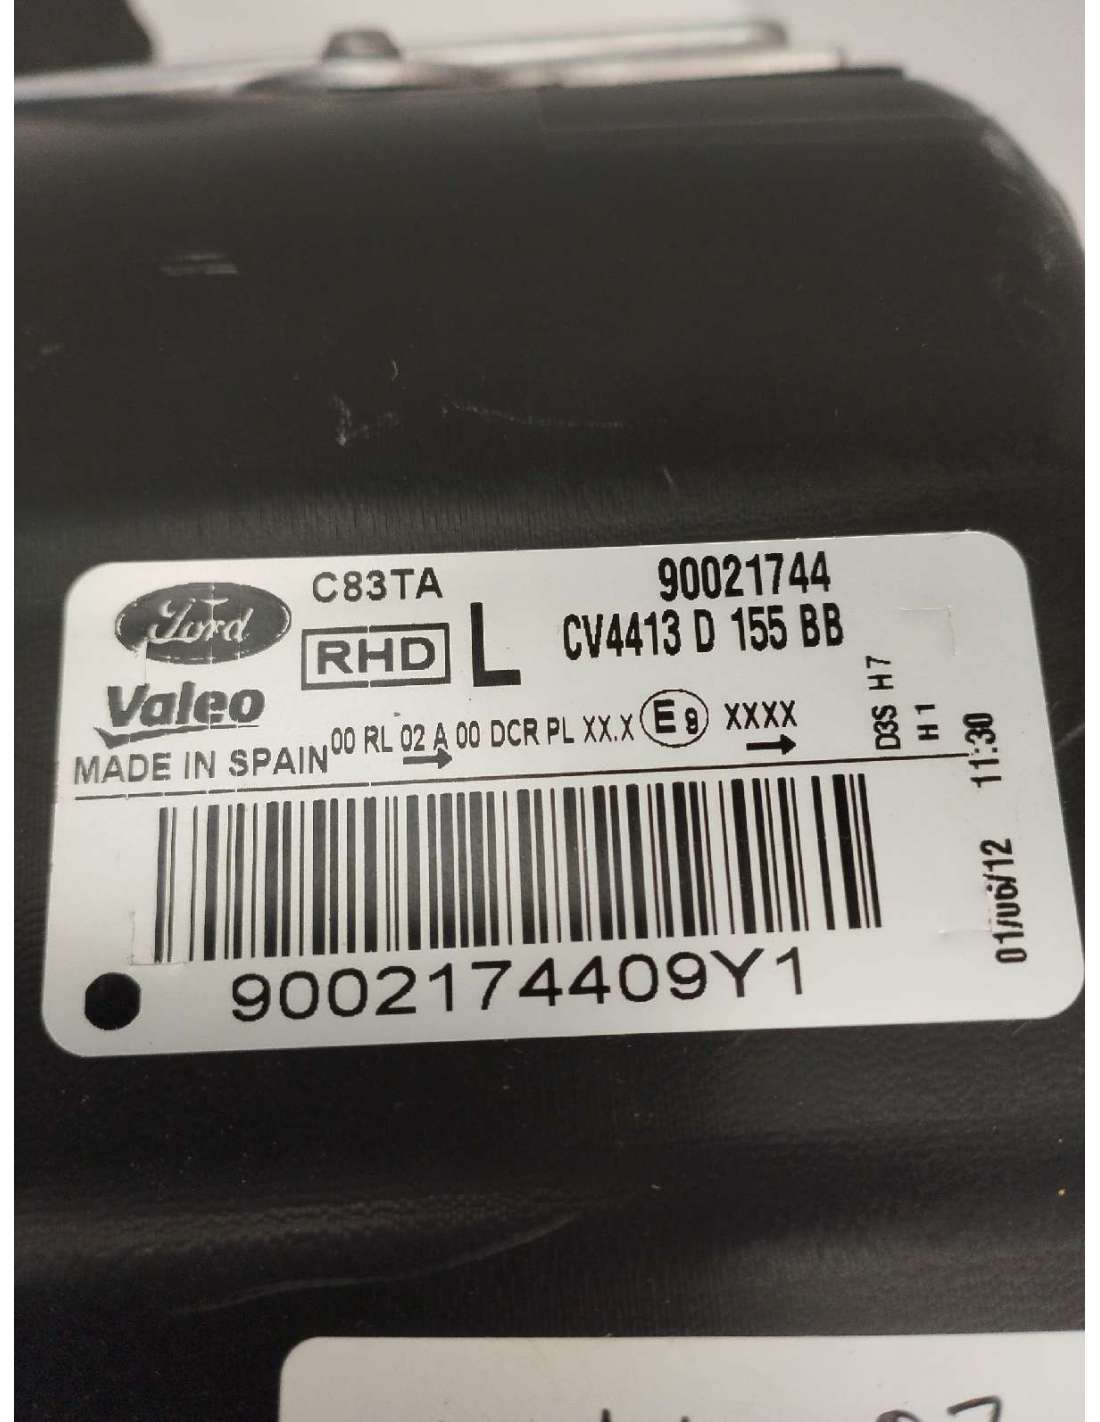 C83TA
90021744
Ford
RHD L
CV4413 D 155 BB
Valeo
MADE IN SPAIN
00 RL 02 A 00 DCR PL XX.X E9 XXXX
D3S H7
H1
01/06/12 11:30
9002174409Y1